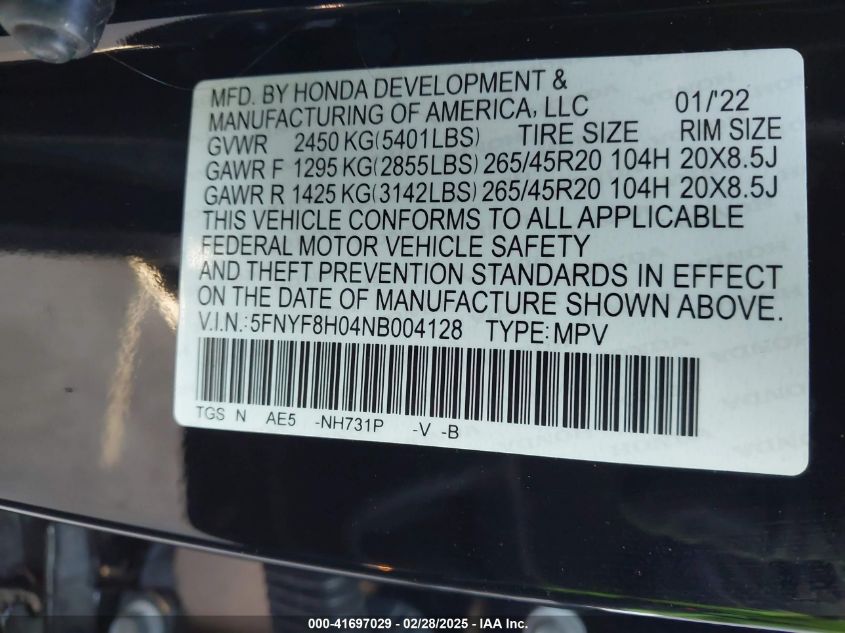 MFD. BY HONDA DEVELOPMENT &
MANUFACTURING OF AMERICA, LLC 01/'22
GVWR 2450 KG(5401LBS) TIRE SIZE RIM SIZE
GAWR F 1295 KG(2855LBS) 265/45R20 104H 20X8.5J
GAWR R 1425 KG(3142LBS) 265/45R20 104H 20X8.5J
THIS VEHICLE CONFORMS TO ALL APPLICABLE
FEDERAL MOTOR VEHICLE SAFETY
AND THEFT PREVENTION STANDARDS IN EFFECT
ON THE DATE OF MANUFACTURE SHOWN ABOVE.
V.I.N.:5FNYF8H04NB004128 TYPE:MPV
TGS N AE5 -NH731P -V -B
000-41697029 / 02/28/2025 / IAA Inc.